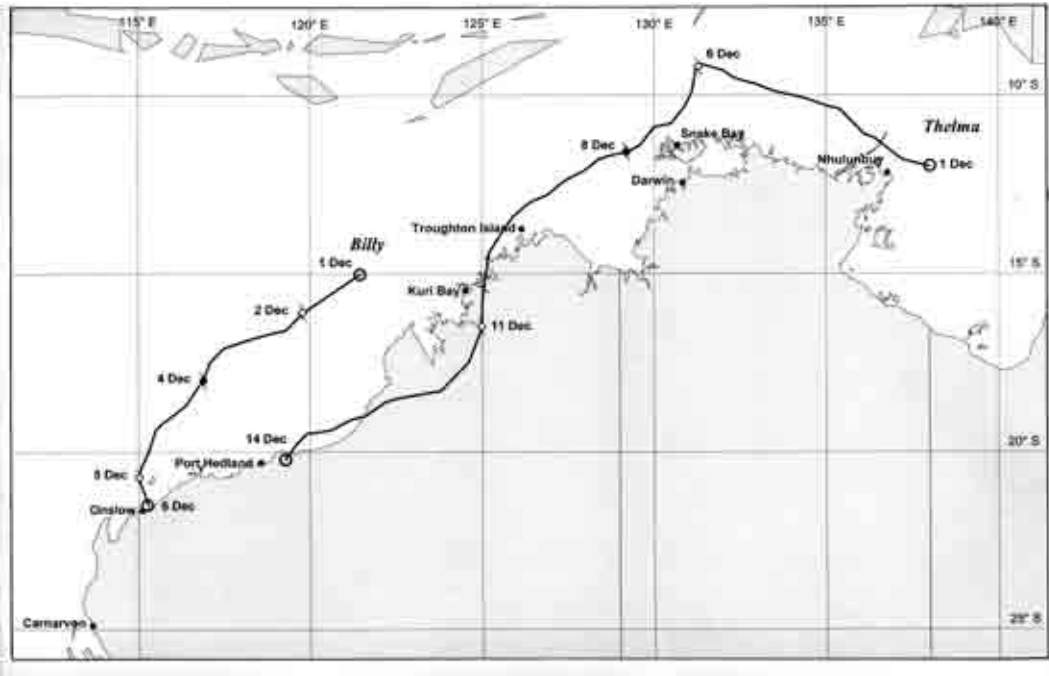 115° E 120° E 125° E 130° E 135° E 140° E
6 Dec
10° S
Thelma
8 Dec
Snake Bay
Nhulunbuy
1 Dec
Darwin
Troughton Island
Billy
1 Dec
15° S
Kuri Bay
2 Dec
11 Dec
4 Dec
14 Dec
20° S
Port Hedland
5 Dec
Onslow
6 Dec
Carnarvon
25° S